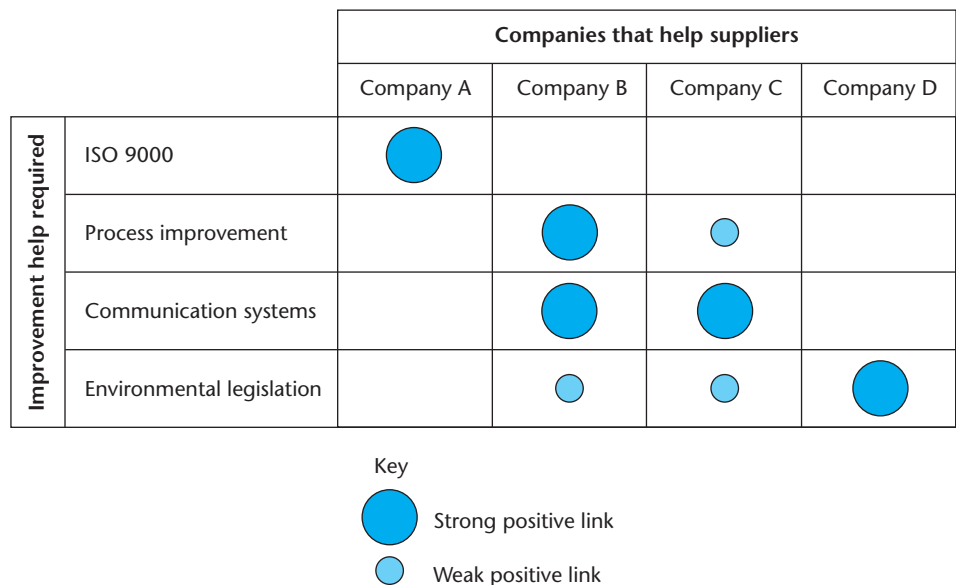 Companies that help suppliers
Company A Company B Company C Company D
Improvement help required
ISO 9000
Process improvement
Communication systems
Environmental legislation
Key
Strong positive link
Weak positive link